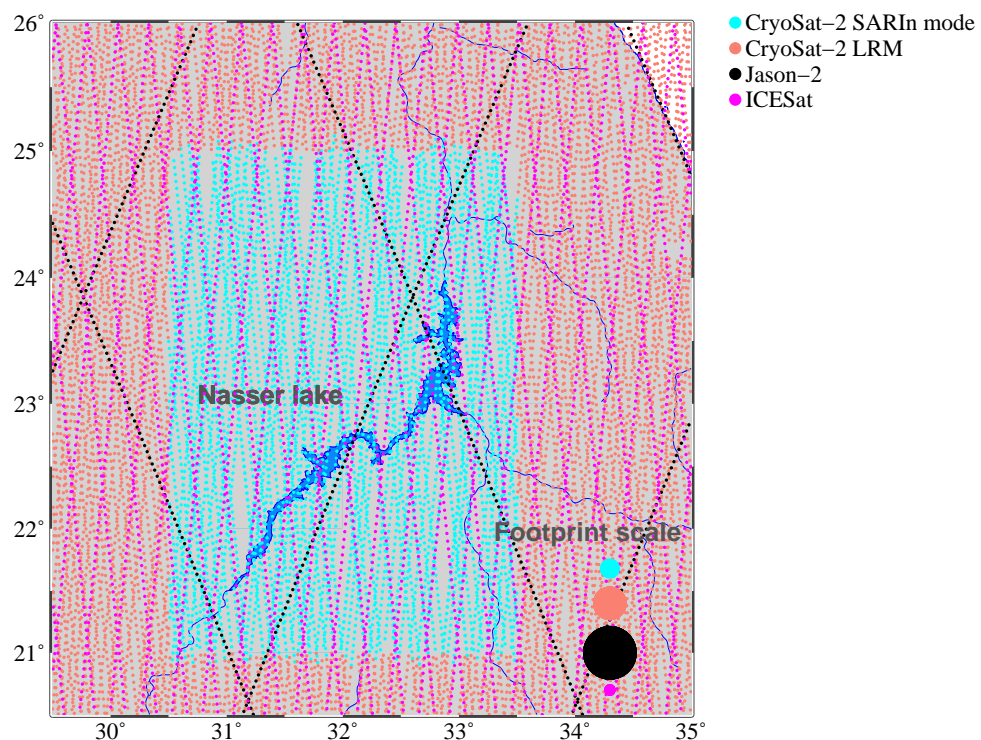 26˚
25˚
24˚
23˚
22˚
21˚
30˚ 31˚ 32˚ 33˚ 34˚ 35˚
CryoSat−2 SARIn mode
CryoSat−2 LRM
Jason−2
ICESat
Nasser lake
Footprint scale